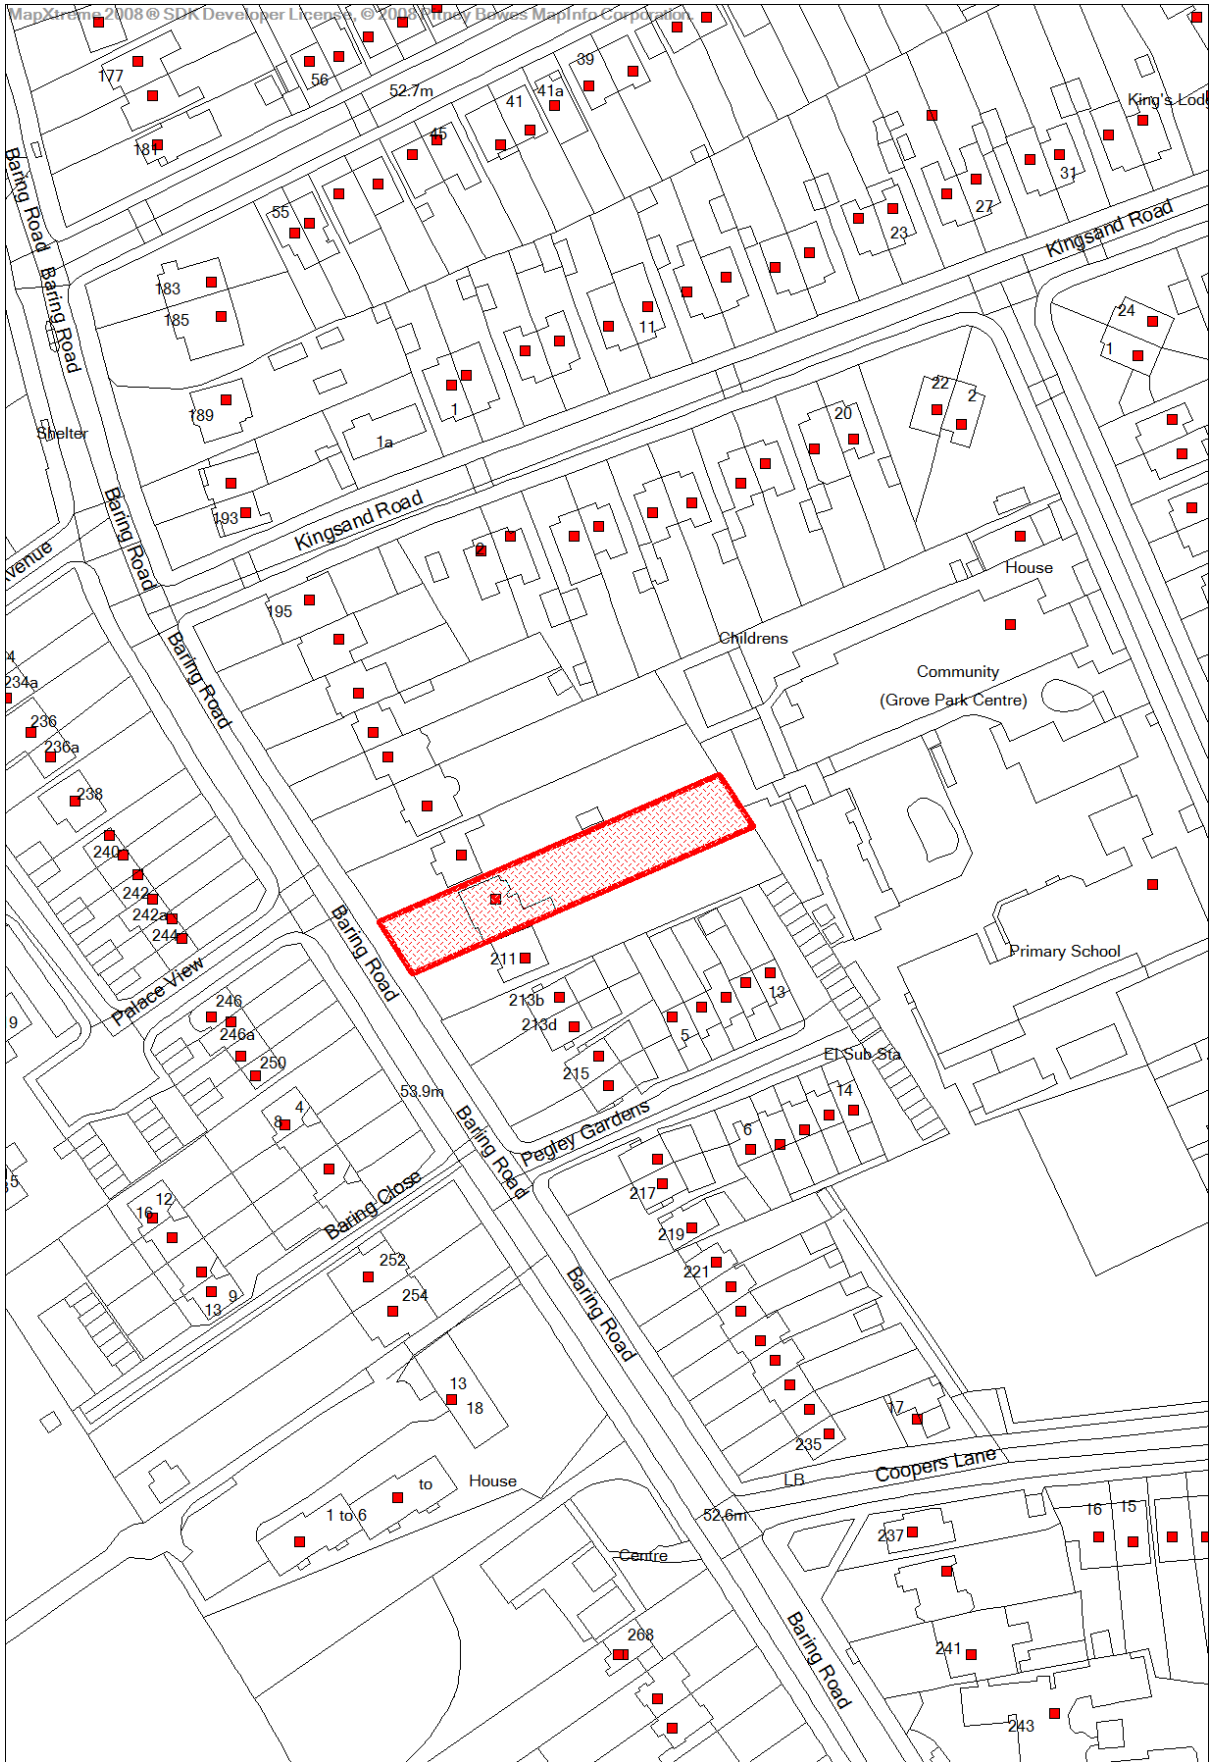 MapXtreme 2008 ® SDK Developer License, © 2008 Pitney Bowes MapInfo Corporation.
39
177
56
52.7m
41a
41
King's Lod
45
181
Baring Road
31
27
55
23
Kingsand Road
Baring Road
183
185
11
24
1
189
1
22
2
20
Shelter
1a
Baring Road
193
Kingsand Road
2
venue
House
195
Childrens
Baring Road
4
234a
Community
(Grove Park Centre)
236
236a
238
240
242
242a
244
Baring Road
211
Primary School
Palace View
213b
13
9
246
213d
5
246a
El Sub Sta
250
215
53.9m
14
4
8
Baring Road
Pegley Gardens
6
5
217
12
16
Baring Close
219
252
221
9
13
254
Baring Road
13
18
17
235
Coopers Lane
LB
to
House
1 to 6
52.6m
16
15
237
Centre
268
241
Baring Road
243